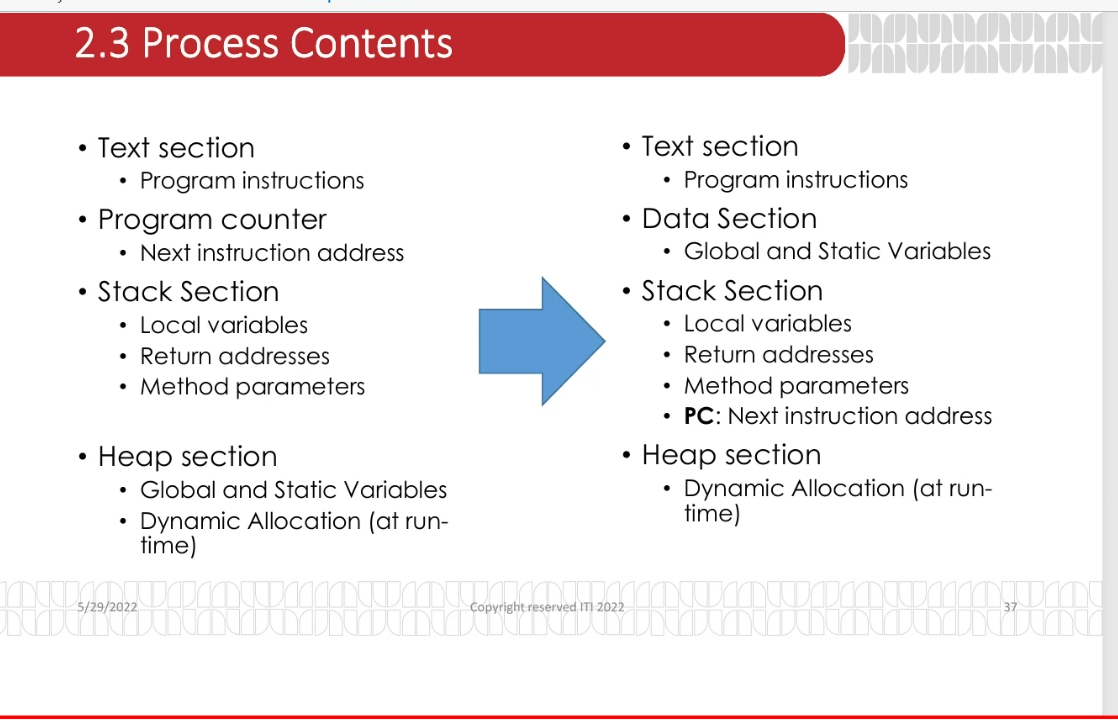 2.3 Process Contents
• Text section
• Program instructions
• Program counter
• Next instruction address
• Stack Section
• Local variables
• Return addresses
• Method parameters
• Heap section
• Global and Static Variables
• Dynamic Allocation (at run-
time)
• Text section
• Program instructions
• Data Section
• Global and Static Variables
• Stack Section
• Local variables
• Return addresses
• Method parameters
• PC: Next instruction address
• Heap section
• Dynamic Allocation (at run-
time)
5/29/2022
Copyright reserved ITI 2022
37